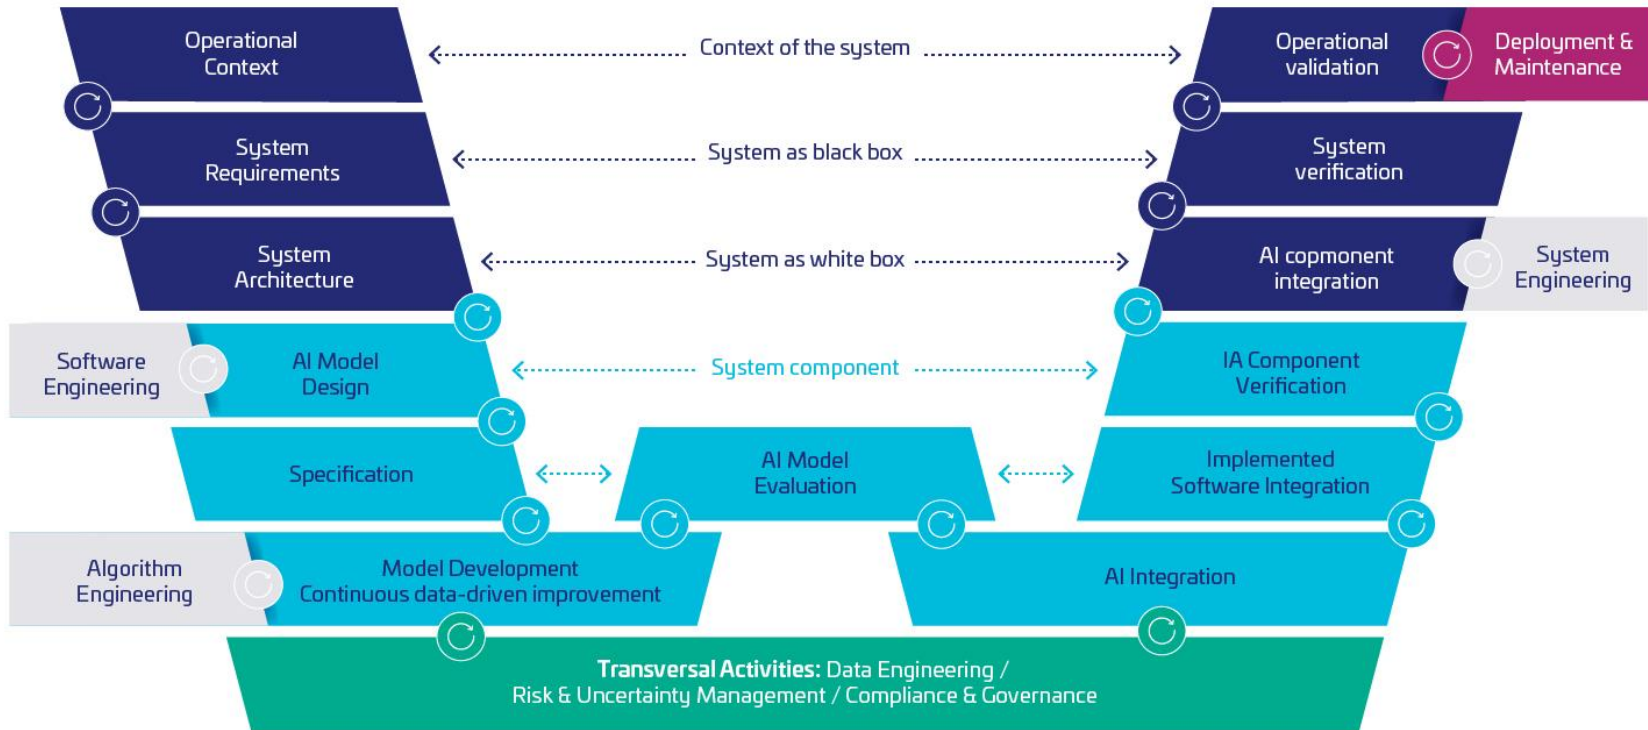 Operational
Context
Context of the system
Operational
validation
Deployment &
Maintenance
System
Requirements
System as black box
System
verification
System
Architecture
System as white box
AI copmonent
integration
System
Engineering
Software
Engineering
AI Model
Design
System component
IA Component
Verification
Specification
AI Model
Evaluation
Implemented
Software Integration
Algorithm
Engineering
Model Development
Continuous data-driven improvement
AI Integration
Transversal Activities: Data Engineering /
Risk & Uncertainty Management / Compliance & Governance